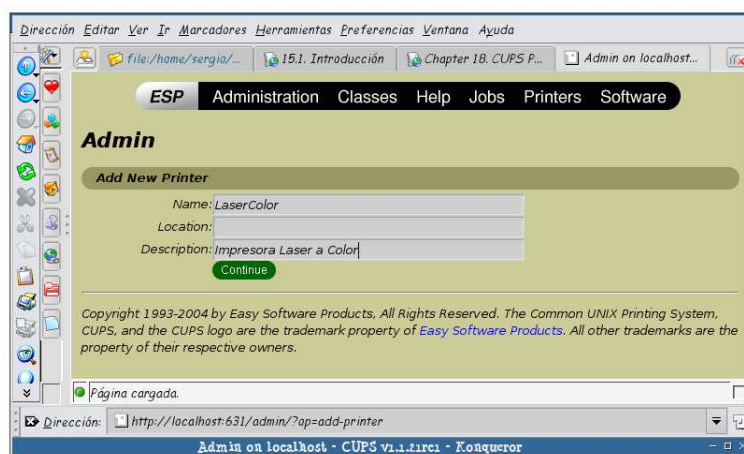 Dirección Editar Ver Ir Marcadores Herramientas Preferencias Ventana Ayuda
file:/home/sergio/... 15.1. Introducción Chapter 18. CUPS P... Admin on localhost...
ESP Administration Classes Help Jobs Printers Software
Admin
Add New Printer
Name: LaserColor
Location:
Description: Impresora Laser a Color
Continue
Copyright 1993-2004 by Easy Software Products, All Rights Reserved. The Common UNIX Printing System,
CUPS, and the CUPS logo are the trademark property of Easy Software Products. All other trademarks are the
property of their respective owners.
Página cargada.
Dirección: http://localhost:631/admin/?op=add-printer
Admin on localhost - CUPS v1.1.21rc1 - Konqueror